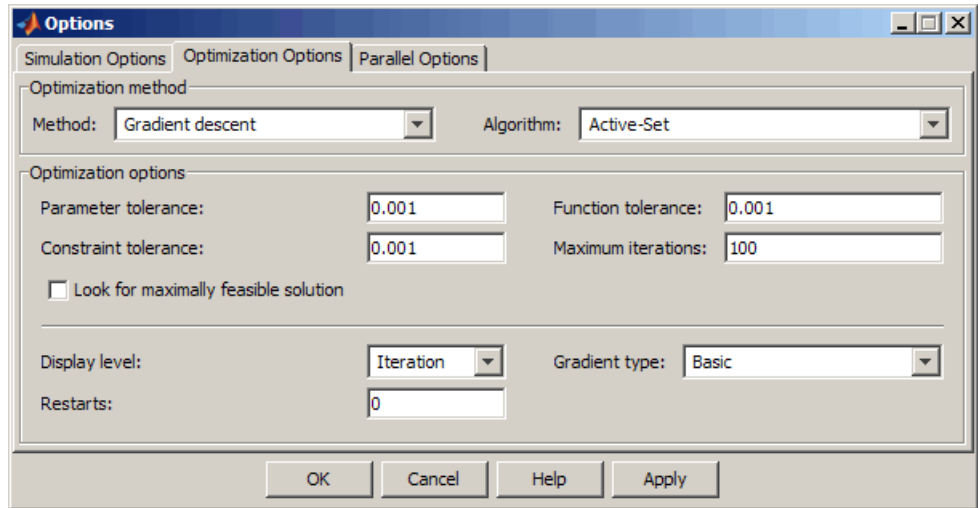 Options
Simulation Options Optimization Options Parallel Options
Optimization method
Method: Gradient descent Algorithm: Active-Set
Optimization options
Parameter tolerance: 0.001 Function tolerance: 0.001
Constraint tolerance: 0.001 Maximum iterations: 100
Look for maximally feasible solution
Display level: Iteration Gradient type: Basic
Restarts: 0
OK Cancel Help Apply